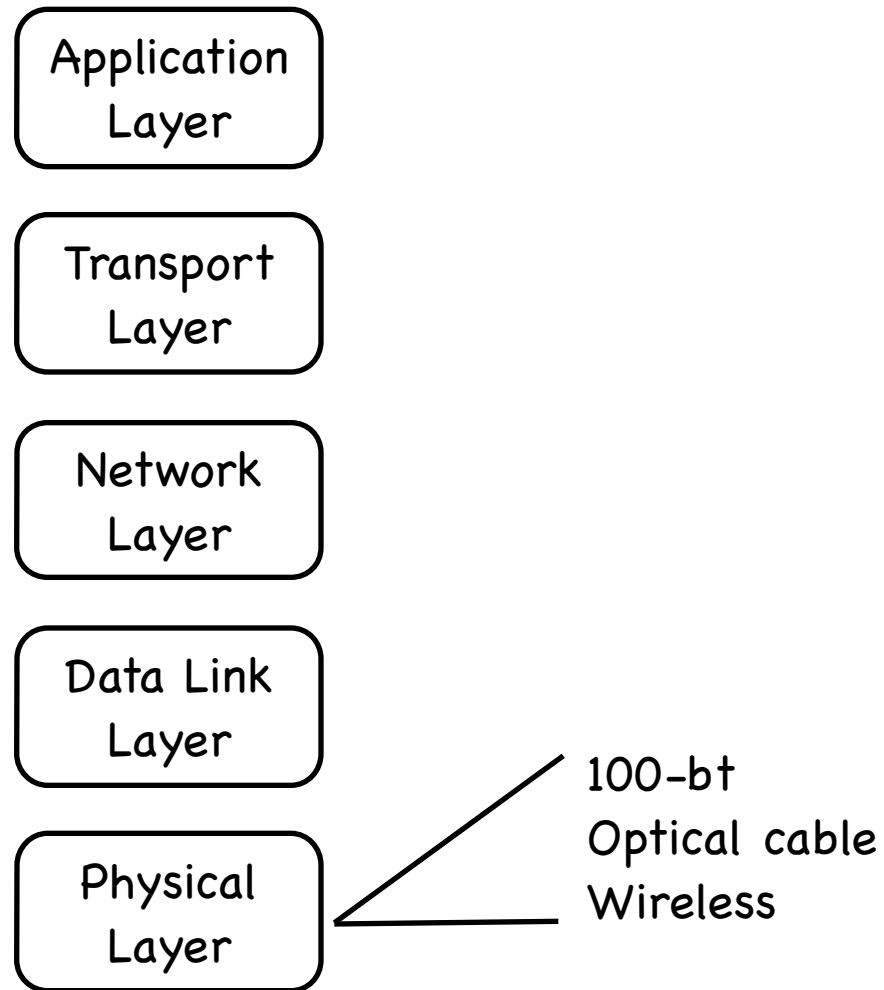 Application
Layer
Transport
Layer
Network
Layer
Data Link
Layer
Physical
Layer
100-bt
Optical cable
Wireless